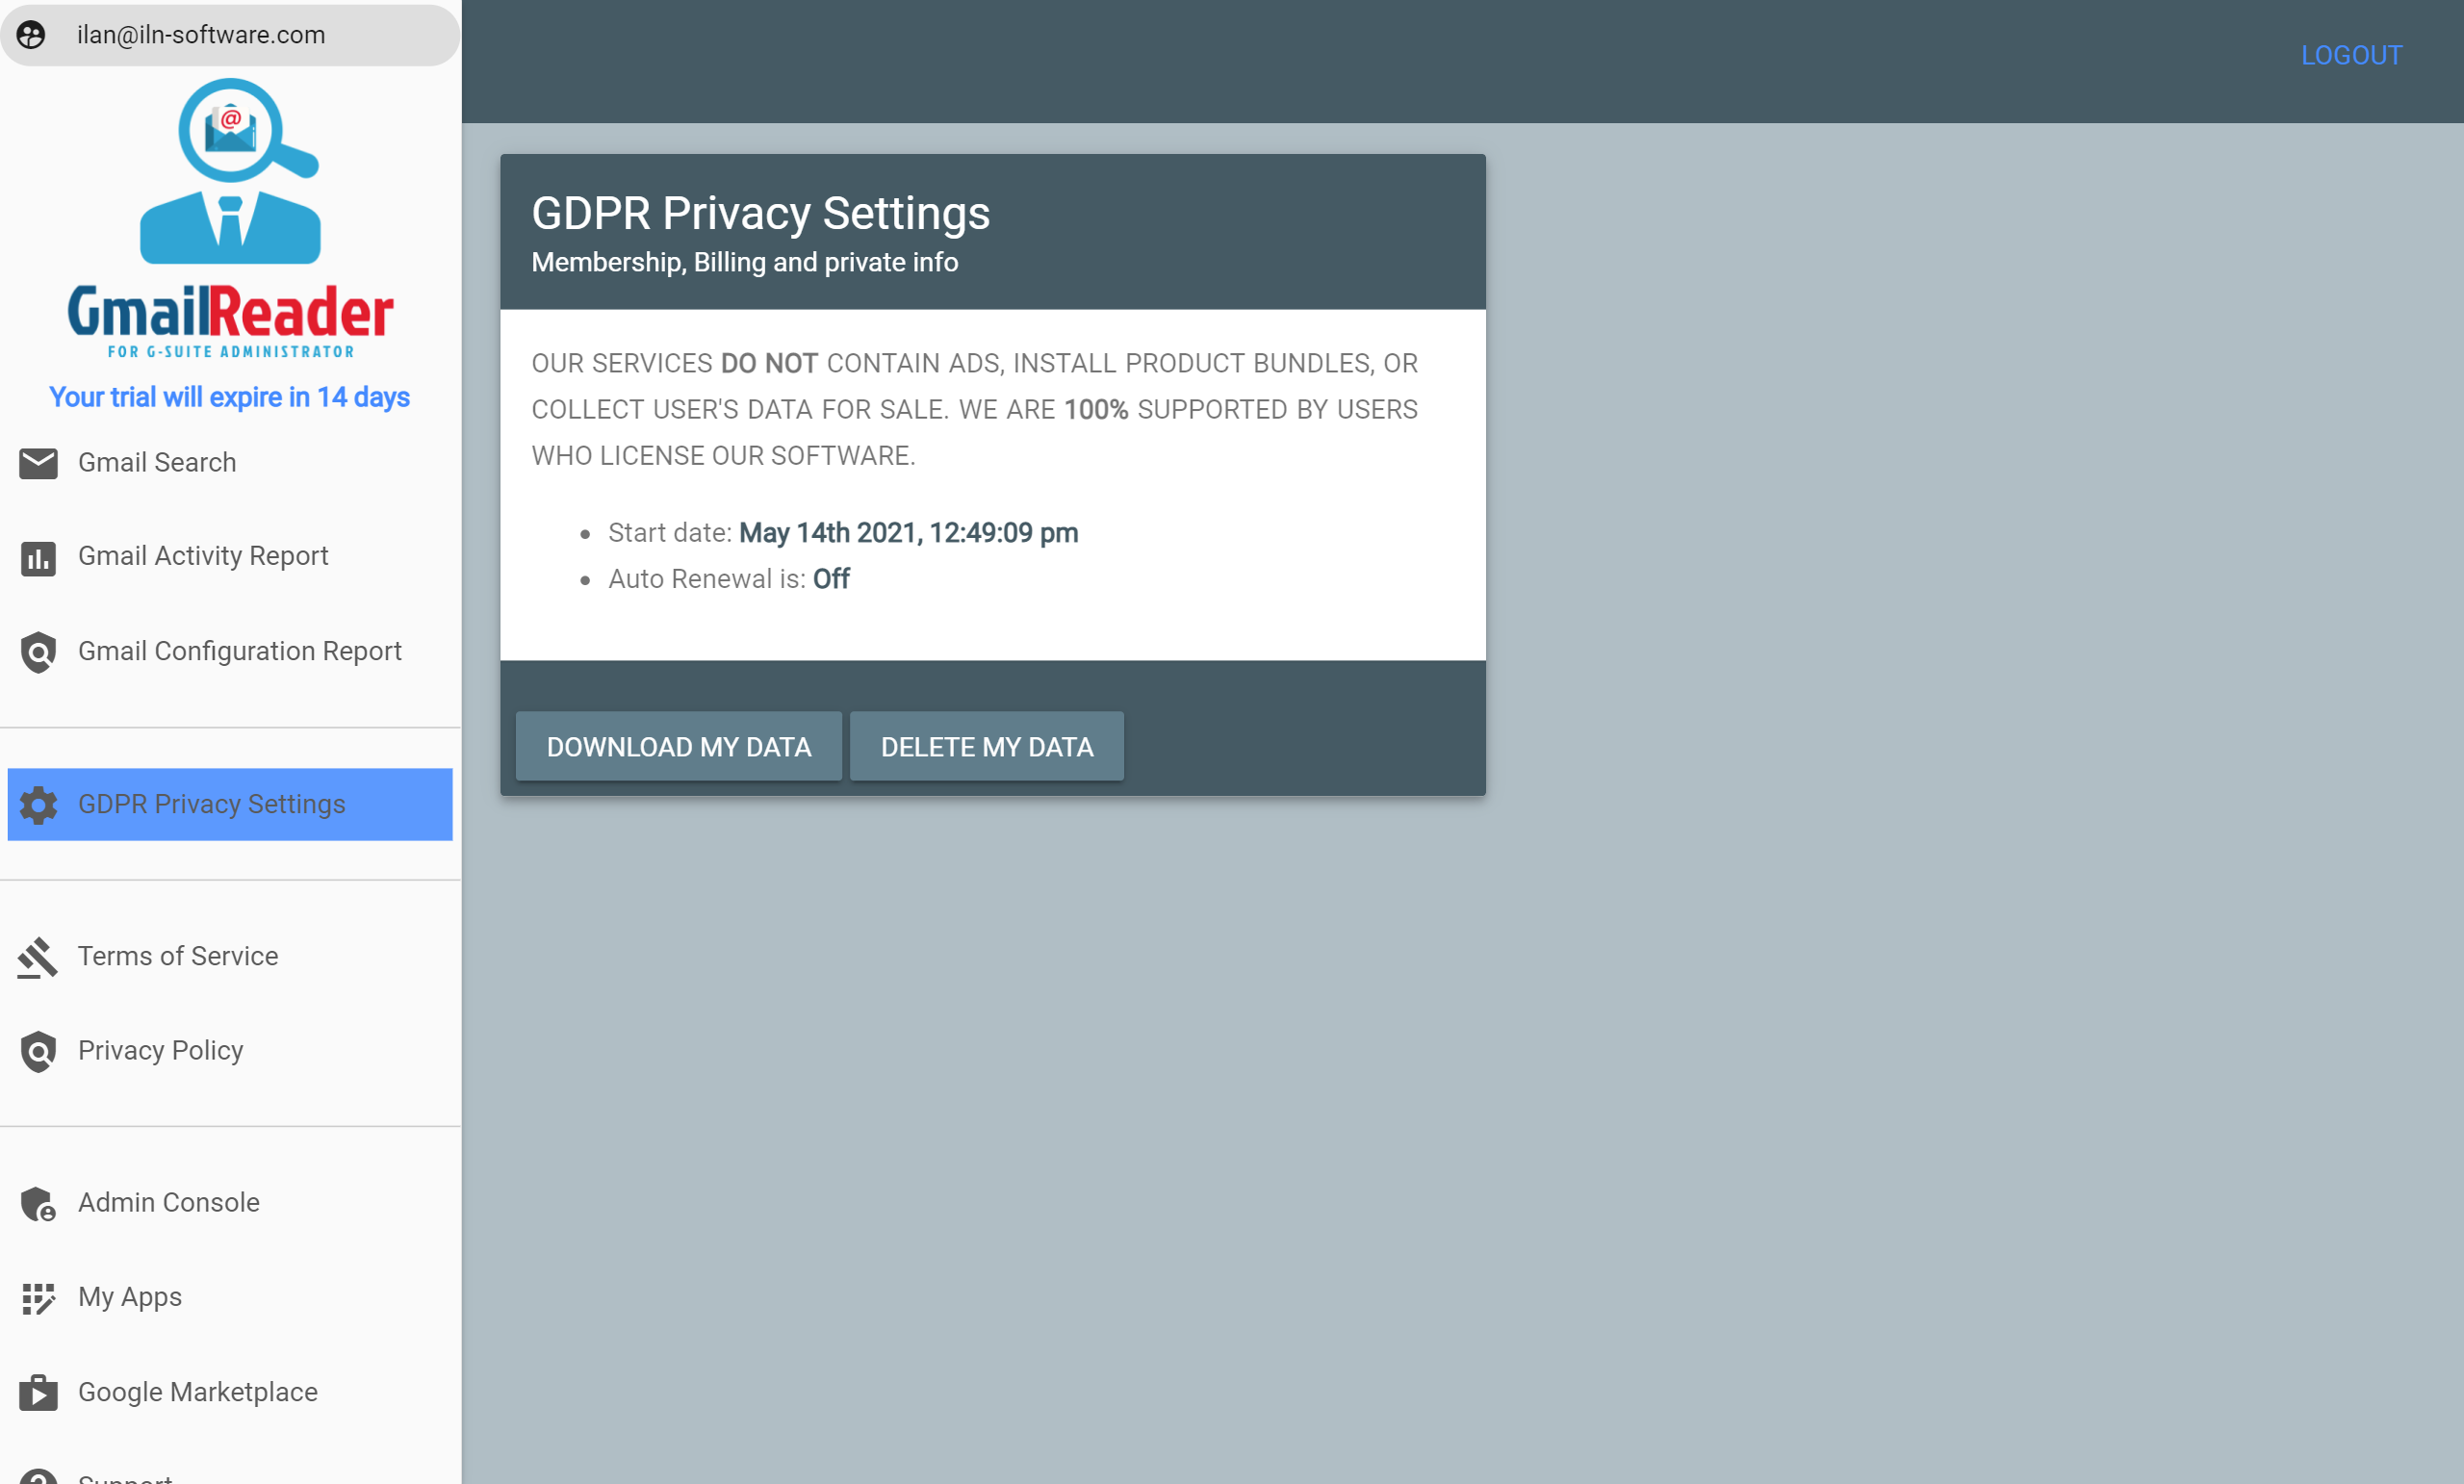 ilan@iln-software.com
@
GmailReader
FOR G-SUITE ADMINISTRATOR
Your trial will expire in 14 days
Gmail Search
Gmail Activity Report
Gmail Configuration Report
GDPR Privacy Settings
Terms of Service
Privacy Policy
Admin Console
My Apps
Google Marketplace
Support
LOGOUT
GDPR Privacy Settings
Membership, Billing and private info
OUR SERVICES DO NOT CONTAIN ADS, INSTALL PRODUCT BUNDLES, OR
COLLECT USER'S DATA FOR SALE. WE ARE 100% SUPPORTED BY USERS
WHO LICENSE OUR SOFTWARE.
• Start date: May 14th 2021, 12:49:09 pm
• Auto Renewal is: Off
DOWNLOAD MY DATA
DELETE MY DATA